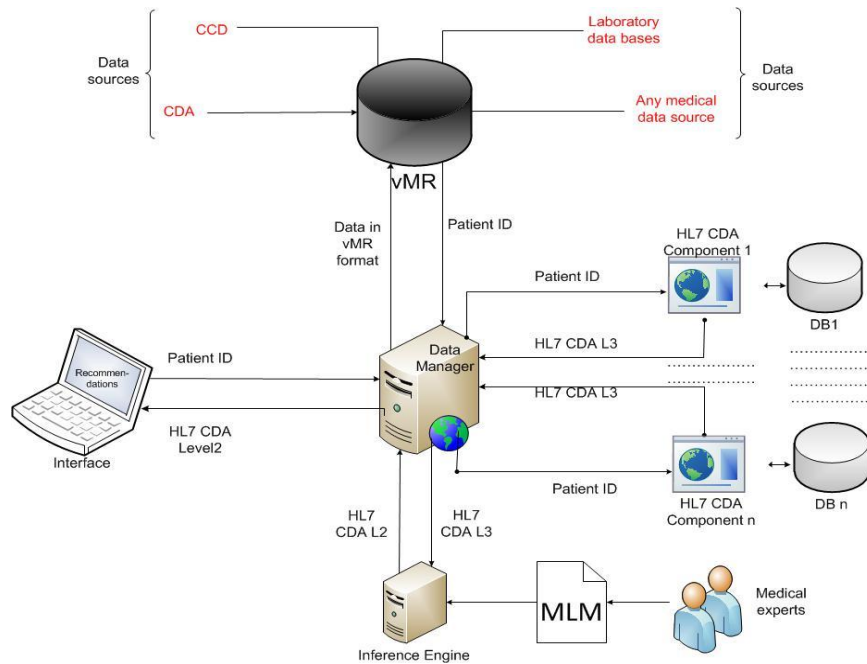 CCD
Laboratory
data bases
Data
sources
Data
sources
CDA
Any medical
data source
vMR
Data in
vMR
format
Patient ID
HL7 CDA
Component 1
Patient ID
DB1
Data
Manager
HL7 CDA L3
Patient ID
Recommen-
dations
HL7 CDA L3
HL7 CDA
Level2
Interface
Patient ID
HL7 CDA
Component n
DB n
HL7
CDA L2
HL7
CDA L3
MLM
Medical
experts
Inference Engine